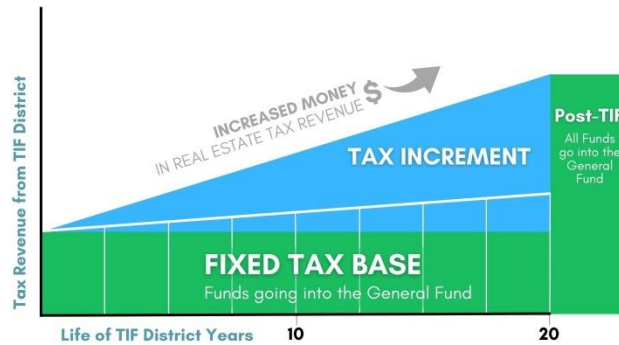 Tax Revenue from TIF District
INCREASED MONEY
IN REAL ESTATE TAX REVENUE
$
TAX INCREMENT
Post-TIF
All Funds
go into the
General
Fund
FIXED TAX BASE
Funds going into the General Fund
Life of TIF District Years
10
20